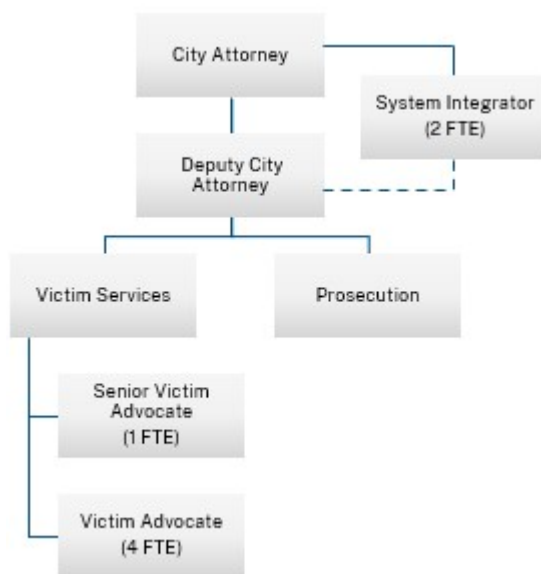 City Attorney
System Integrator
(2 FTE)
Deputy City
Attorney
Victim Services
Prosecution
Senior Victim
Advocate
(1 FTE)
Victim Advocate
(4 FTE)